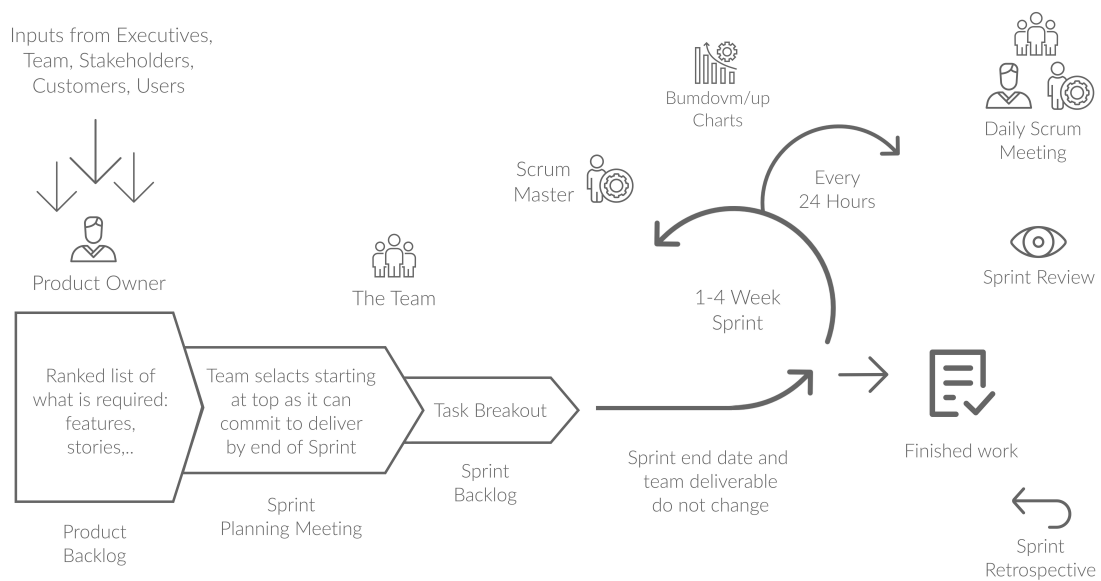 Inputs from Executives,
Team, Stakeholders,
Customers, Users
Product Owner
Ranked list of
what is required:
features,
stories,..
Product
Backlog
The Team
Team selacts starting
at top as it can
commit to deliver
by end of Sprint
Sprint
Planning Meeting
Task Breakout
Sprint
Backlog
Scrum
Master
Bumdovm/up
Charts
Every
24 Hours
1-4 Week
Sprint
Sprint end date and
team deliverable
do not change
Daily Scrum
Meeting
Sprint Review
Finished work
Sprint
Retrospective